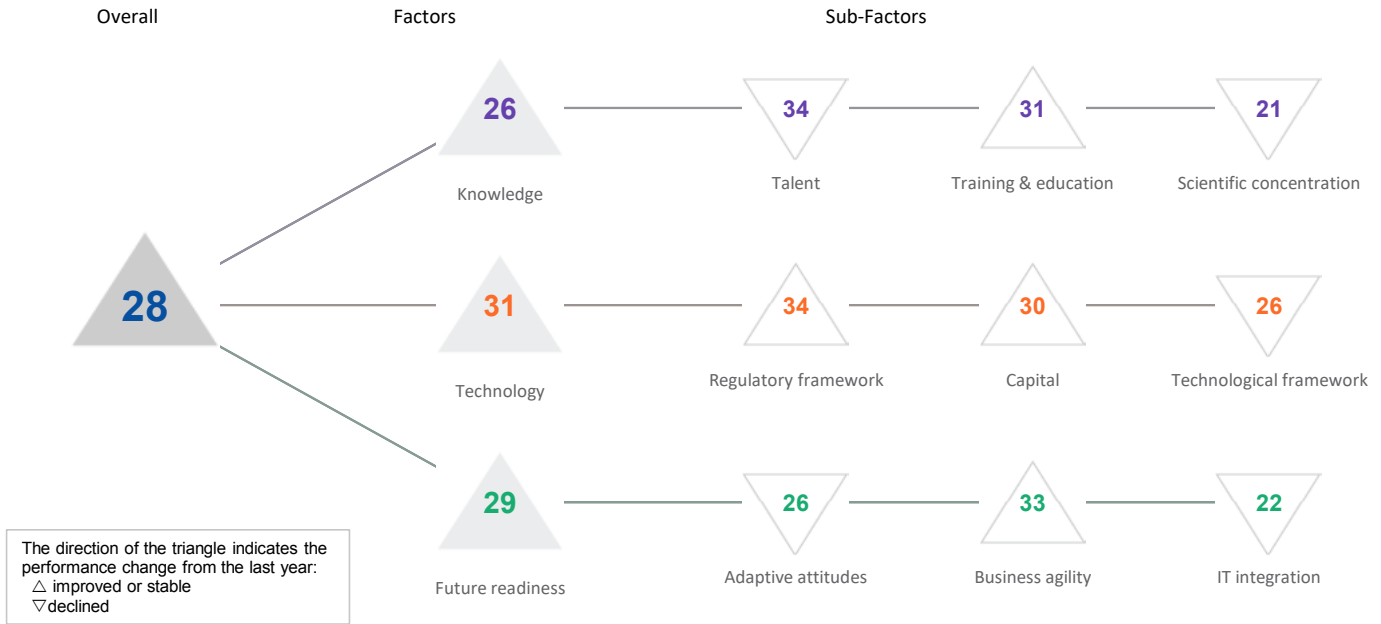 Overall
Factors
Sub-Factors
26
34
31
21
Knowledge
Talent
Training & education
Scientific concentration
28
31
34
30
26
Technology
Regulatory framework
Capital
Technological framework
29
26
33
22
Future readiness
Adaptive attitudes
Business agility
IT integration
The direction of the triangle indicates the
performance change from the last year:
△ improved or stable
▽declined